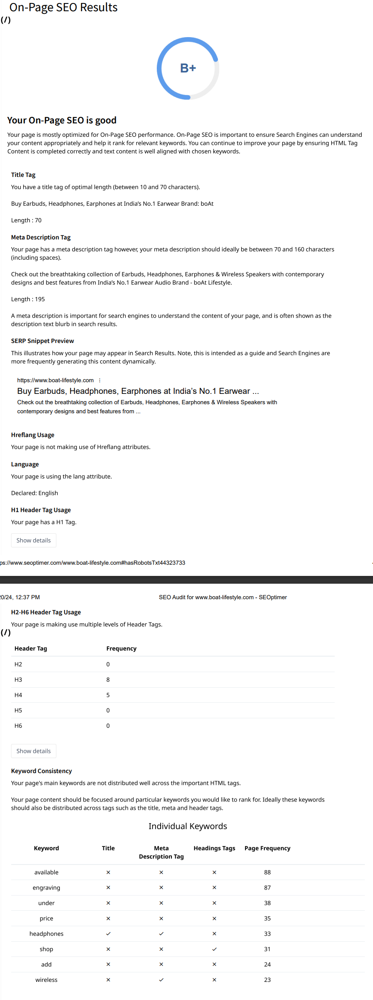 On-Page SEO Results
(/)
B+
Your On-Page SEO is good
Your page is mostly optimized for On-Page SEO performance. On-Page SEO is important to ensure Search Engines can understand
your content appropriately and help it rank for relevant keywords. You can continue to improve your page by ensuring HTML Tag
Content is completed correctly and text content is well aligned with chosen keywords.
Title Tag
You have a title tag of optimal length (between 10 and 70 characters).
Buy Earbuds, Headphones, Earphones at India’s No.1 Earwear Brand: boAt
Length : 70
Meta Description Tag
Your page has a meta description tag however, your meta description should ideally be between 70 and 160 characters
(including spaces).
Check out the breathtaking collection of Earbuds, Headphones, Earphones & Wireless Speakers with contemporary
designs and best features from India’s No.1 Earwear Audio Brand - boAt Lifestyle.
Length : 195
A meta description is important for search engines to understand the content of your page, and is often shown as the
description text blurb in search results.
SERP Snippet Preview
This illustrates how your page may appear in Search Results. Note, this is intended as a guide and Search Engines are
more frequently generating this content dynamically.
https://www.boat-lifestyle.com ⋮
Buy Earbuds, Headphones, Earphones at India’s No.1 Earwear ...
Check out the breathtaking collection of Earbuds, Headphones, Earphones & Wireless Speakers with
contemporary designs and best features from ...
Hreflang Usage
Your page is not making use of Hreflang attributes.
Language
Your page is using the lang attribute.
Declared: English
H1 Header Tag Usage
Your page has a H1 Tag.
Show details
ps://www.seoptimer.com/www.boat-lifestyle.com#hasRobotsTxt44323733
20/24, 12:37 PM SEO Audit for www.boat-lifestyle.com - SEOptimer
H2-H6 Header Tag Usage
Your page is making use multiple levels of Header Tags.
(/)
Header Tag Frequency
H2 0
H3 8
H4 5
H5 0
H6 0
Show details
Keyword Consistency
Your page's main keywords are not distributed well across the important HTML tags.
Your page content should be focused around particular keywords you would like to rank for. Ideally these keywords
should also be distributed across tags such as the title, meta and header tags.
Individual Keywords
Keyword Title Meta Description Tag Headings Tags Page Frequency
available ✕ ✕ ✕ 88
engraving ✕ ✕ ✕ 87
under ✕ ✕ ✕ 38
price ✕ ✕ ✕ 35
headphones ✓ ✓ ✕ 33
shop ✕ ✕ ✓ 31
add ✕ ✕ ✕ 24
wireless ✕ ✓ ✕ 23